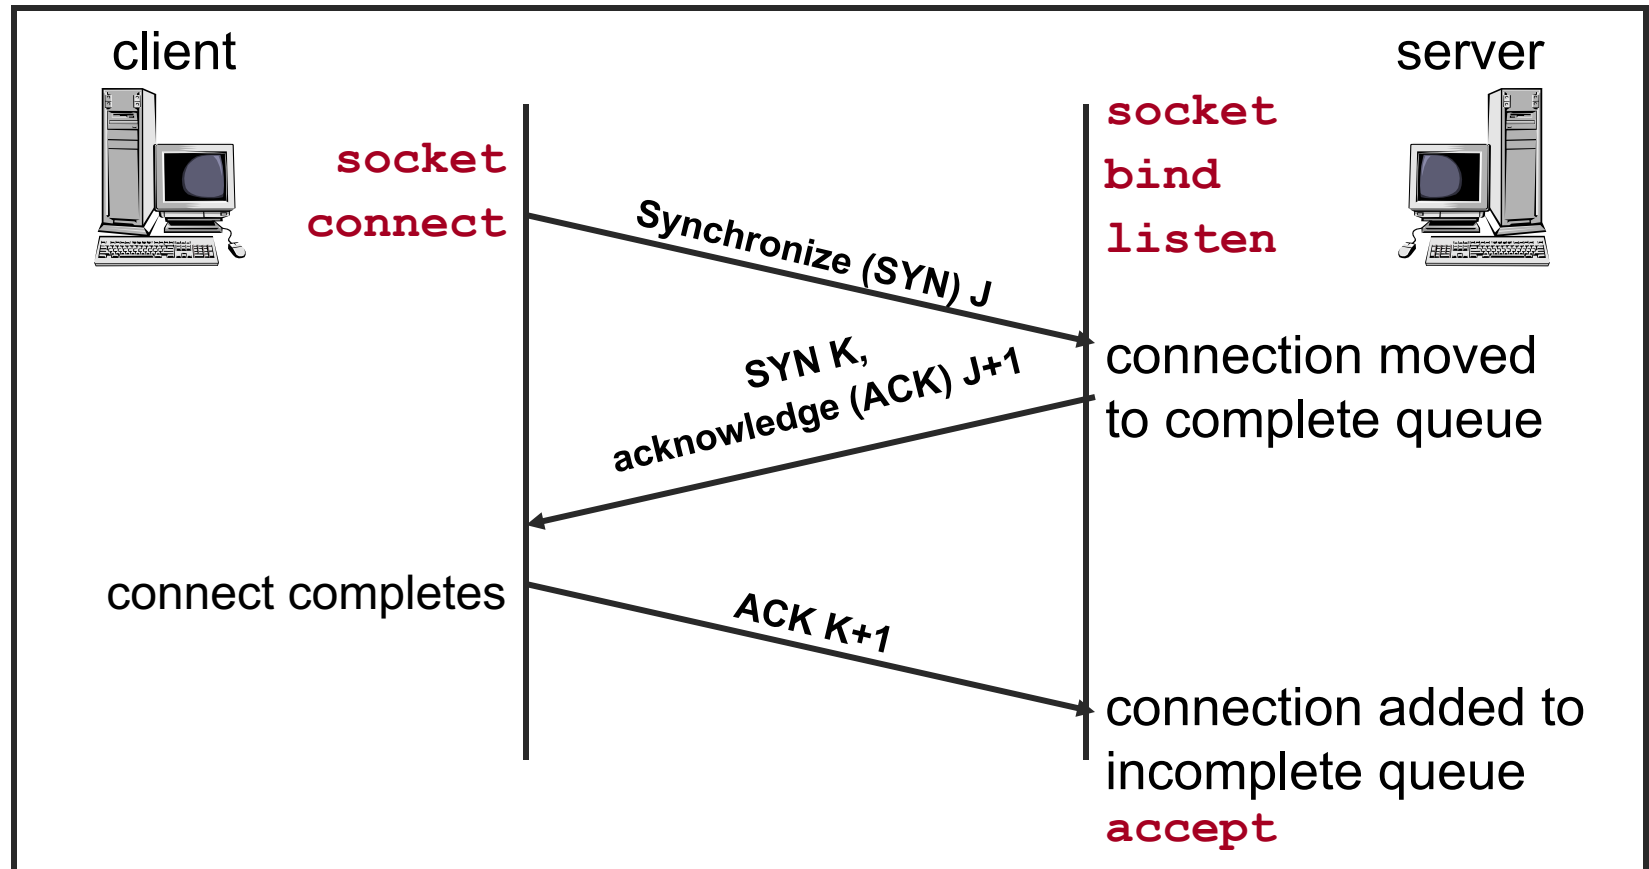 client
server
socket
bind
listen
socket
connect
Synchronize (SYN) J
connection moved
to complete queue
SYN K,
acknowledge (ACK) J+1
connect completes
ACK K+1
connection added to
incomplete queue
accept